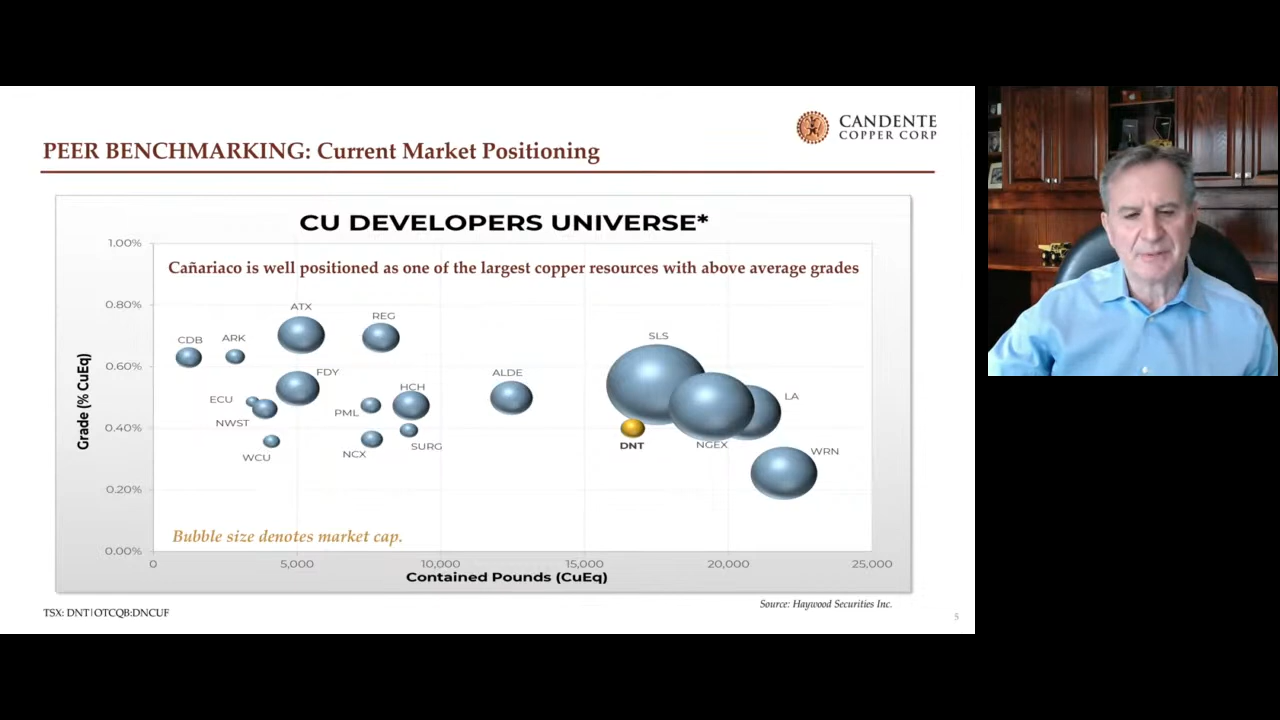 CANDENTE
COPPER CORP
PEER BENCHMARKING: Current Market Positioning
CU DEVELOPERS UNIVERSE*
Cañariaco is well positioned as one of the largest copper resources with above average grades
Grade (% CuEq)
1.00%
0.80%
0.60%
0.40%
0.20%
0.00%
ATX
REG
CDB
ARK
SLS
FDY
HCH
ALDE
ECU
LA
NWST
PML
WCU
NCX
SURG
DNT
NGEX
WRN
Bubble size denotes market cap.
0
5,000
10,000
15,000
20,000
25,000
Contained Pounds (CuEq)
Source: Haywood Securities Inc.
TSX: DNT|OTCQB:DNCUF
5